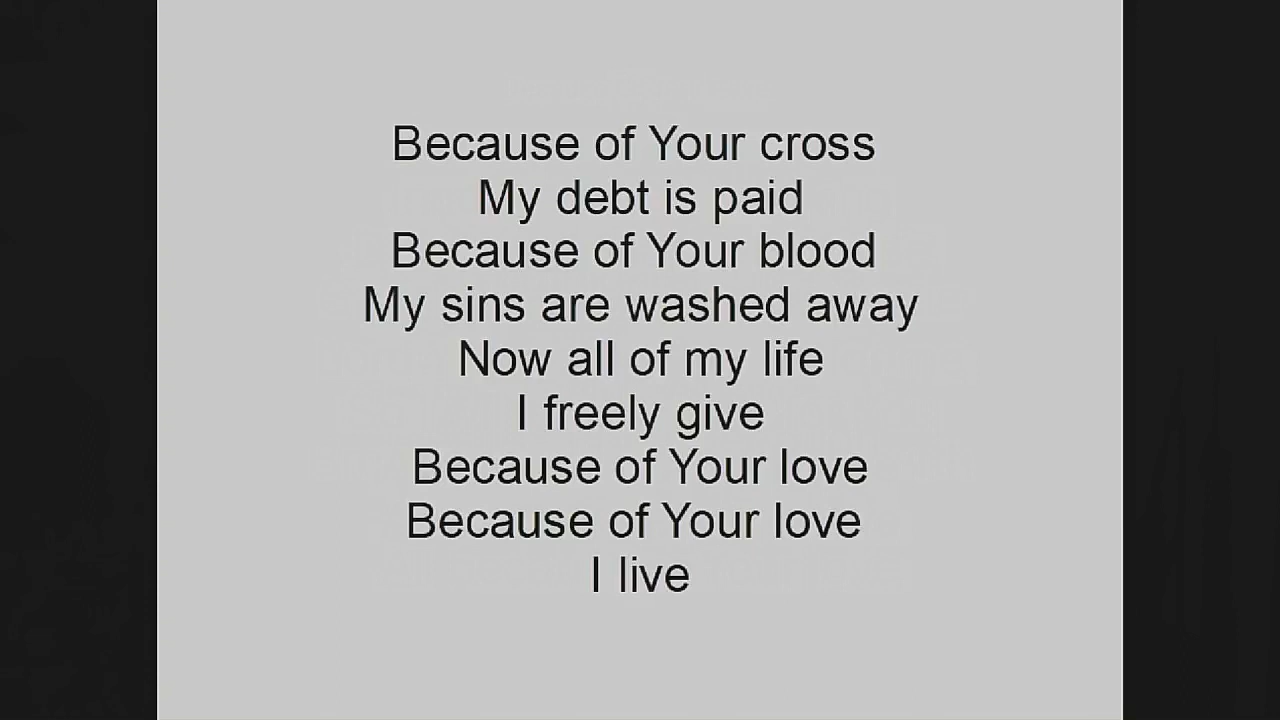 Because of Your cross
My debt is paid
Because of Your blood
My sins are washed away
Now all of my life
I freely give
Because of Your love
Because of Your love
I live